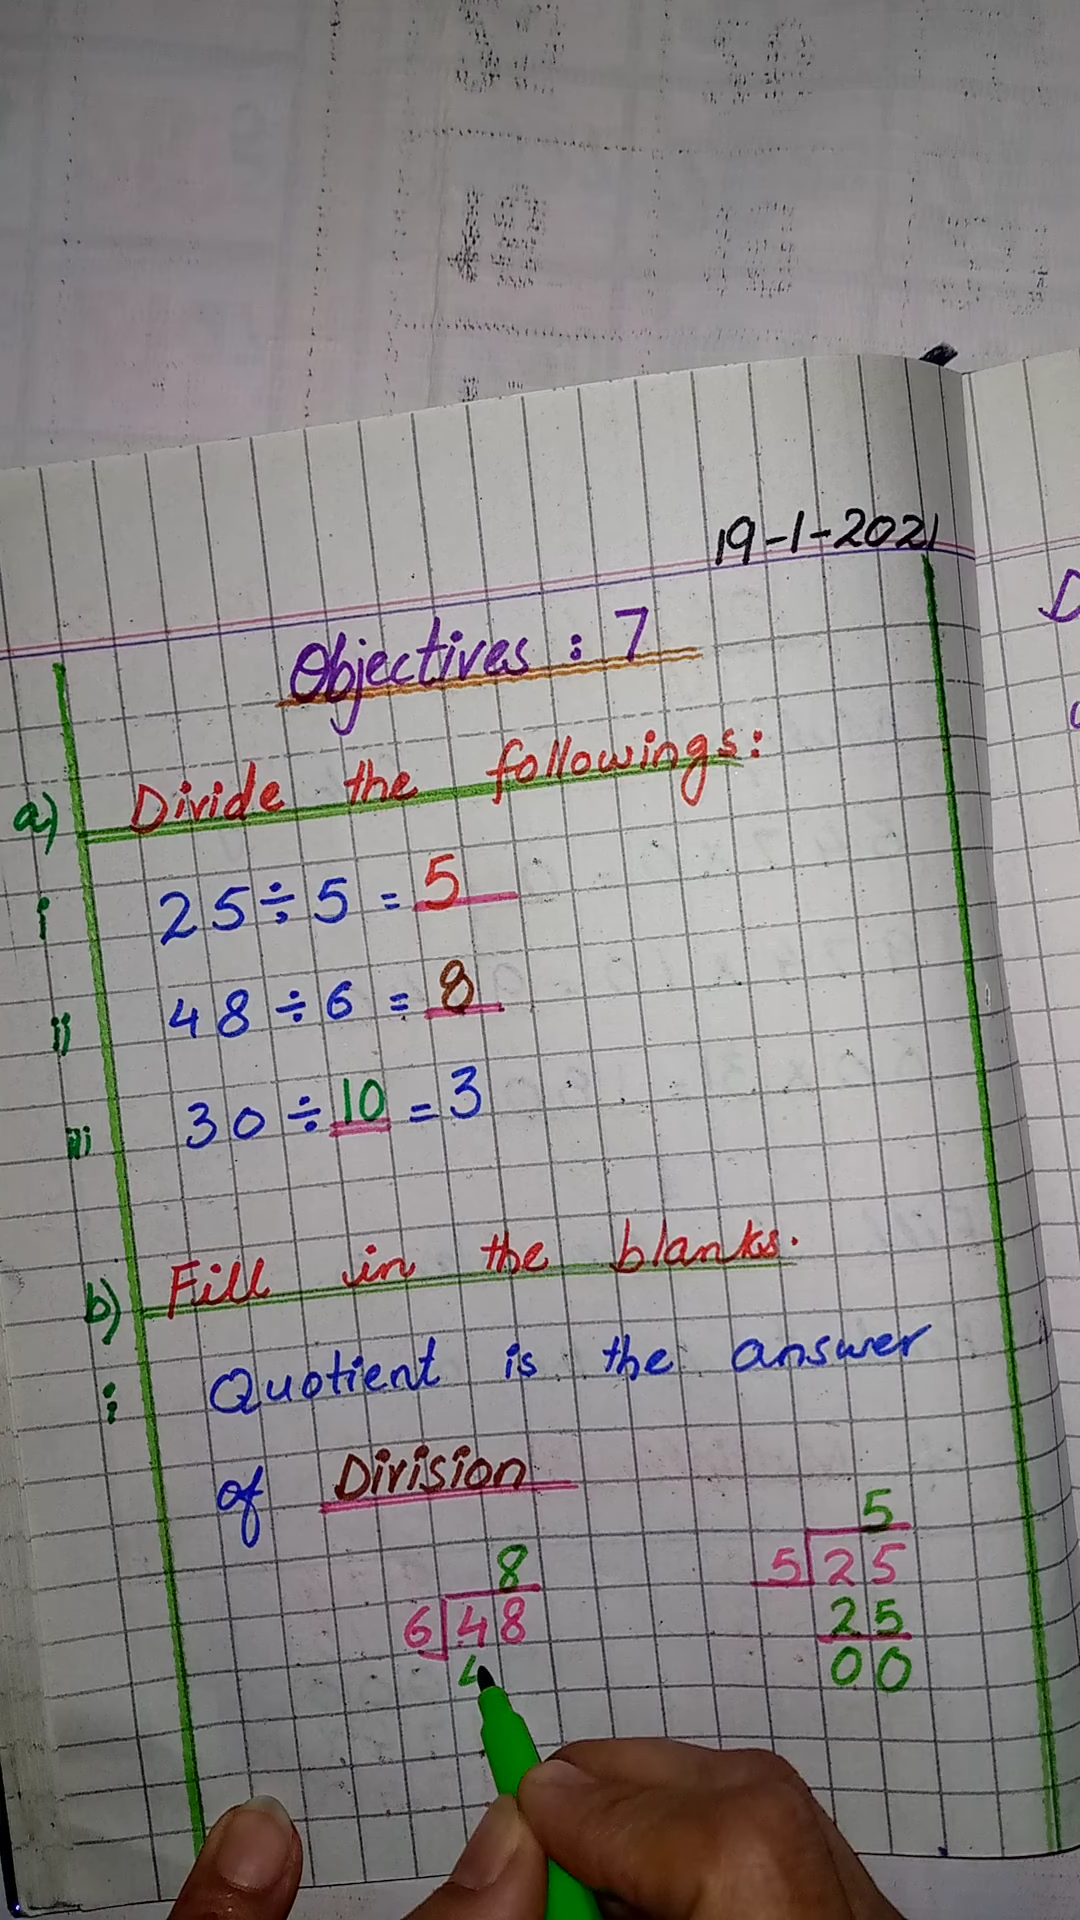 19-1-2021
Objectives : 7
a) Divide the followings:
i 25 ÷ 5 = 5
ii 48 ÷ 6 = 8
iii 30 ÷ 10 = 3
b) Fill in the blanks.
i Quotient is the answer
of Division
8
6 48
4
5
5 25
25
00